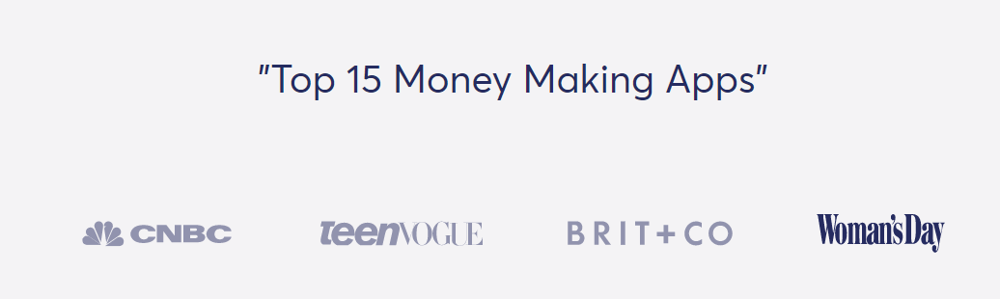 "Top 15 Money Making Apps"
CNBC teenVOGUE BRIT+CO Woman'sDay